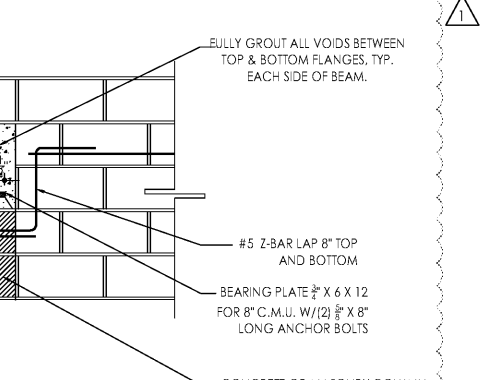 1
FULLY GROUT ALL VOIDS BETWEEN
TOP & BOTTOM FLANGES, TYP.
EACH SIDE OF BEAM.
#5 Z-BAR LAP 8" TOP
AND BOTTOM
BEARING PLATE 3/4" X 6 X 12
FOR 8" C.M.U. W/(2) 5/8" X 8"
LONG ANCHOR BOLTS